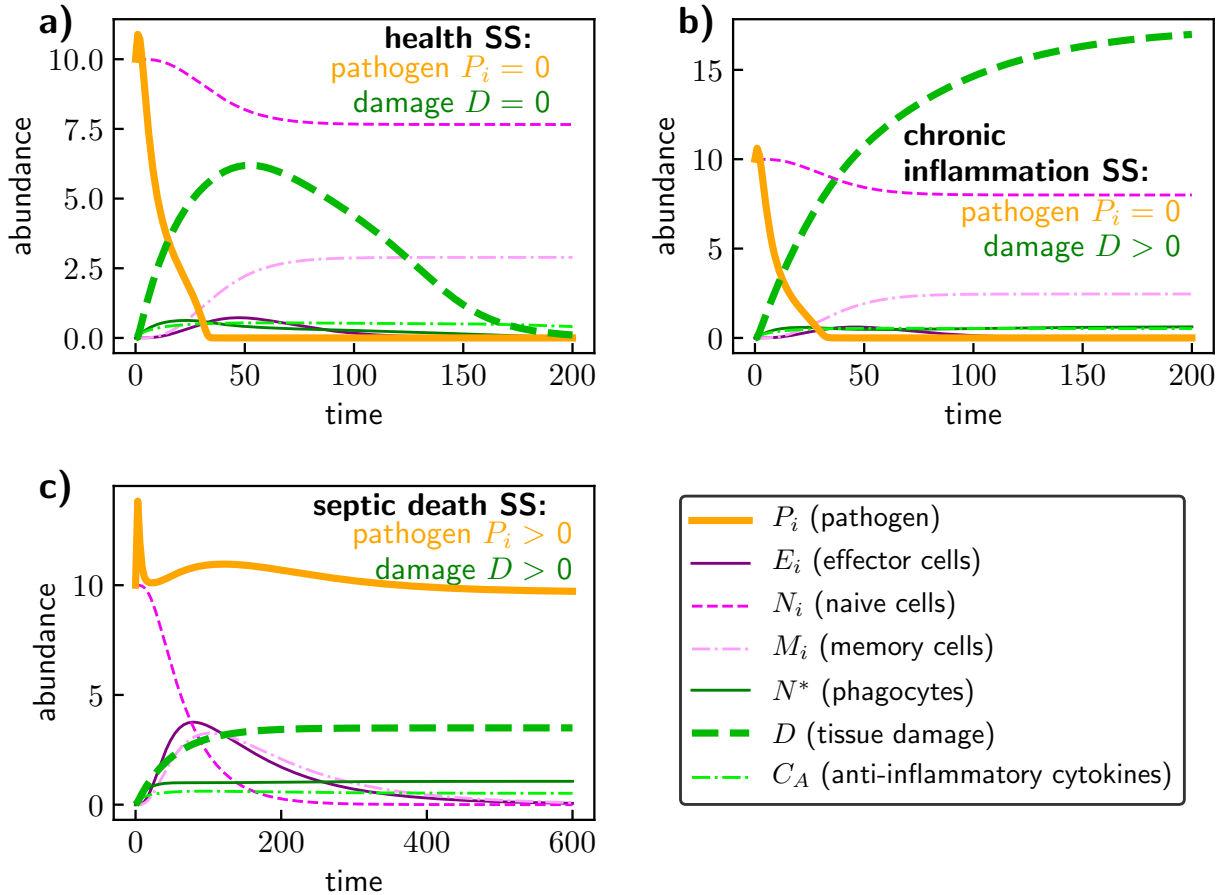 a)
health SS:
pathogen $P_i = 0$
damage $D = 0$
abundance
10.0
7.5
5.0
2.5
0.0
0 50 100 150 200
time
b)
chronic
inflammation SS:
pathogen $P_i = 0$
damage $D > 0$
abundance
15
10
5
0
0 50 100 150 200
time
c)
septic death SS:
pathogen $P_i > 0$
damage $D > 0$
abundance
10
5
0
0 200 400 600
time
$P_i$ (pathogen)
$E_i$ (effector cells)
$N_i$ (naive cells)
$M_i$ (memory cells)
$N^*$ (phagocytes)
$D$ (tissue damage)
$C_A$ (anti-inflammatory cytokines)